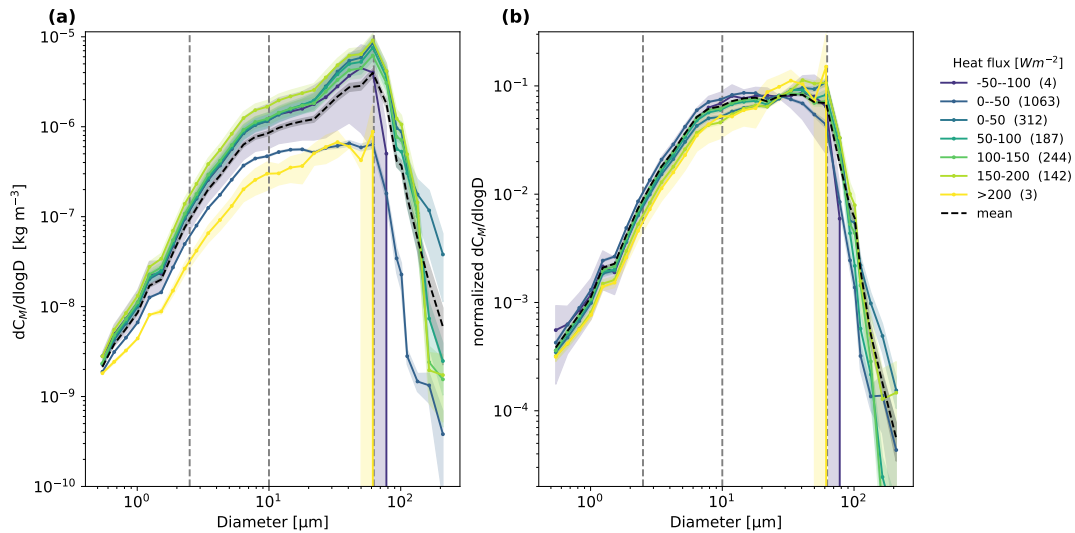 (a)
(b)
10⁻⁵
10⁻⁶
10⁻⁷
10⁻⁸
10⁻⁹
10⁻¹⁰
dC_M/dlogD [kg m⁻³]
10⁰
10¹
10²
Diameter [μm]
10⁻¹
10⁻²
10⁻³
10⁻⁴
normalized dC_M/dlogD
10⁰
10¹
10²
Diameter [μm]
Heat flux [Wm⁻²]
-50--100 (4)
0--50 (1063)
0-50 (312)
50-100 (187)
100-150 (244)
150-200 (142)
>200 (3)
mean